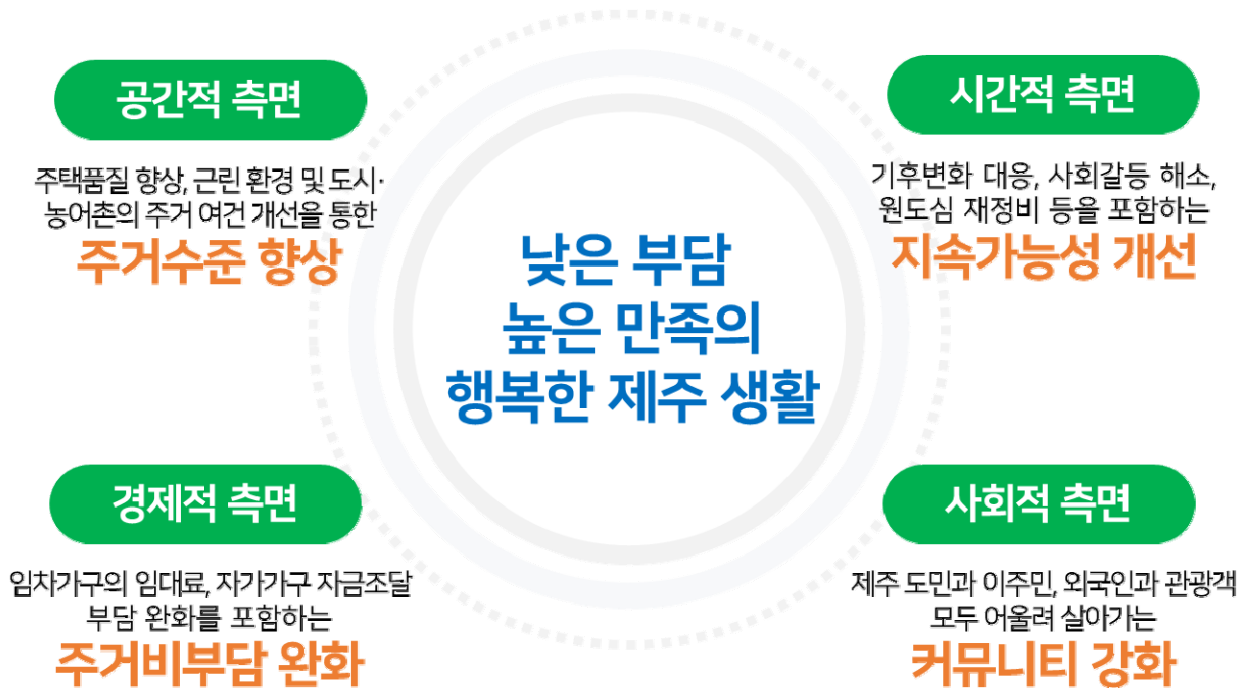 공간적 측면
주택품질 향상, 근린 환경 및 도시·
농어촌의 주거 여건 개선을 통한
주거수준 향상
시간적 측면
기후변화 대응, 사회갈등 해소,
원도심 재정비 등을 포함하는
지속가능성 개선
낮은 부담
높은 만족의
행복한 제주 생활
경제적 측면
임차가구의 임대료, 자가가구 자금조달
부담 완화를 포함하는
주거비부담 완화
사회적 측면
제주 도민과 이주민, 외국인과 관광객
모두 어울려 살아가는
커뮤니티 강화